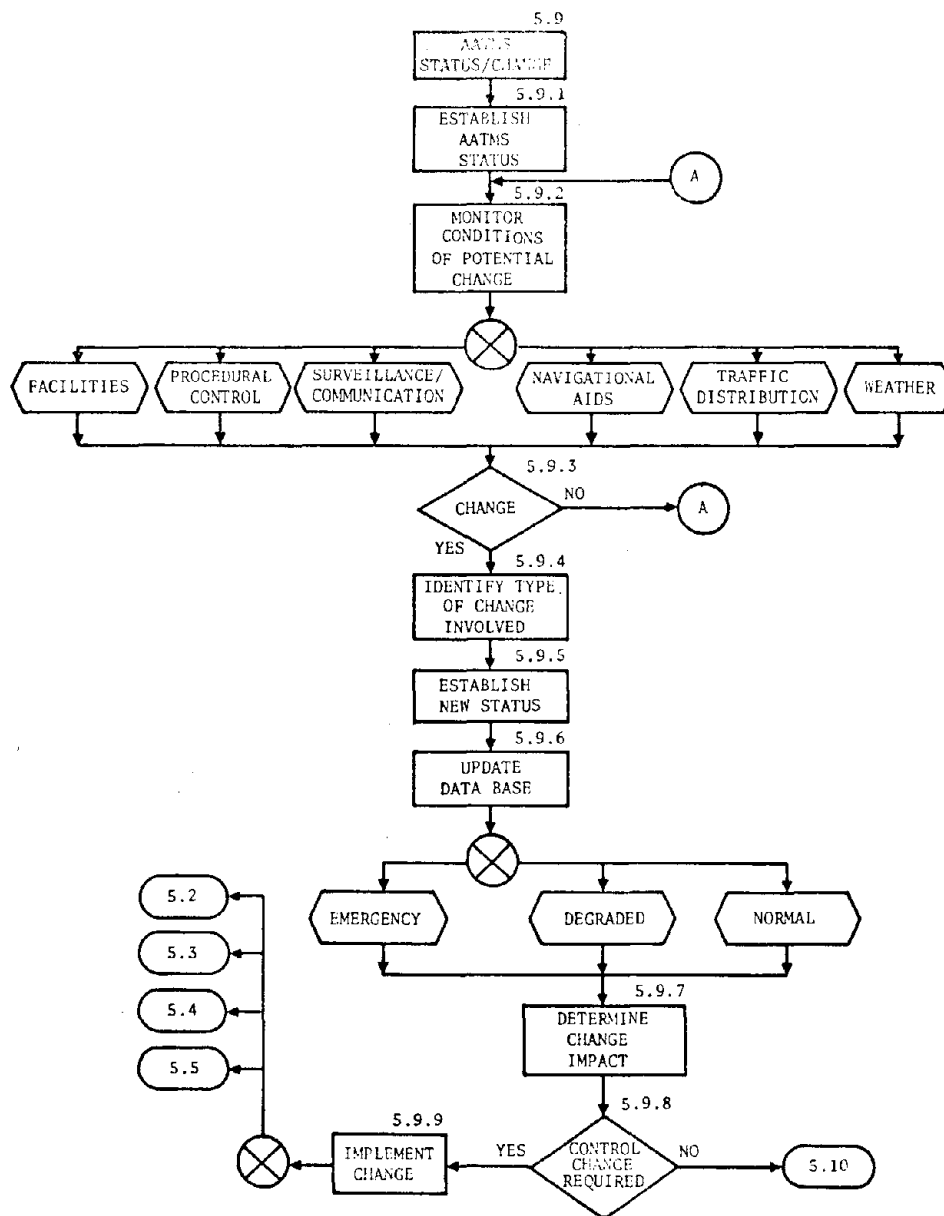 5.9
AATMS
STATUS/CHANGE
5.9.1
ESTABLISH
AATMS
STATUS
A
5.9.2
MONITOR
CONDITIONS
OF POTENTIAL
CHANGE
FACILITIES
PROCEDURAL
CONTROL
SURVEILLANCE/
COMMUNICATION
NAVIGATIONAL
AIDS
TRAFFIC
DISTRIBUTION
WEATHER
5.9.3
CHANGE
NO
A
YES
5.9.4
IDENTIFY TYPE
OF CHANGE
INVOLVED
5.9.5
ESTABLISH
NEW STATUS
5.9.6
UPDATE
DATA BASE
EMERGENCY
DEGRADED
NORMAL
5.2
5.3
5.4
5.5
5.9.7
DETERMINE
CHANGE
IMPACT
5.9.8
CONTROL
CHANGE
REQUIRED
YES
NO
5.10
5.9.9
IMPLEMENT
CHANGE